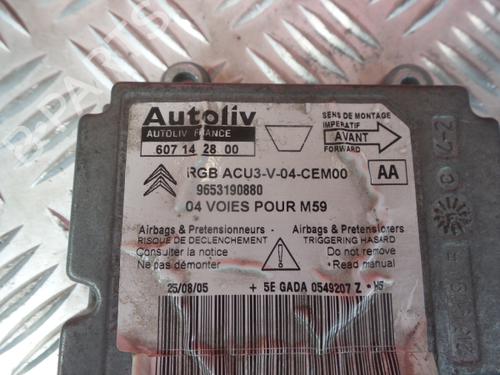 Autoliv
AUTOLIV FRANCE
607 14 28 00
SENS DE MONTAGE
IMPERATIF
AVANT
FORWARD
RGB ACU3-V-04-CEM00
AA
9653190880
04 VOIES POUR M59
Airbags & Pretensionneurs
RISQUE DE DECLENCHEMENT
Consulter la notice
Ne pas démonter
Airbags & Pretensioners
TRIGGERING HASARD
Do not remove
Read manual
25/08/05 + 5E GADA 0549207 Z